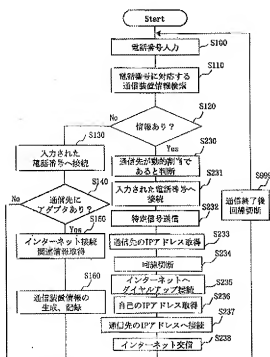 Start
電話番号入力
S100
電話番号に対応する
通信装置情報検索
S110
情報あり？
S120
No
Yes
S130
入力された
電話番号へ接続
S230
通信先が動的割当で
あると判断
S140
通信先に
アダプタあり？
No
Yes
S231
入力された電話番号へ
接続
S232
特定信号送信
S999
通信終了後
回線切断
S150
インターネット接続
関連情報取得
S233
通信先のIPアドレス取得
S234
回線切断
S160
通信装置情報の
生成、記録
S235
インターネットへ
ダイヤルアップ接続
S236
自己のIPアドレス取得
S237
通信先のIPアドレスへ接続
S238
インターネット交信